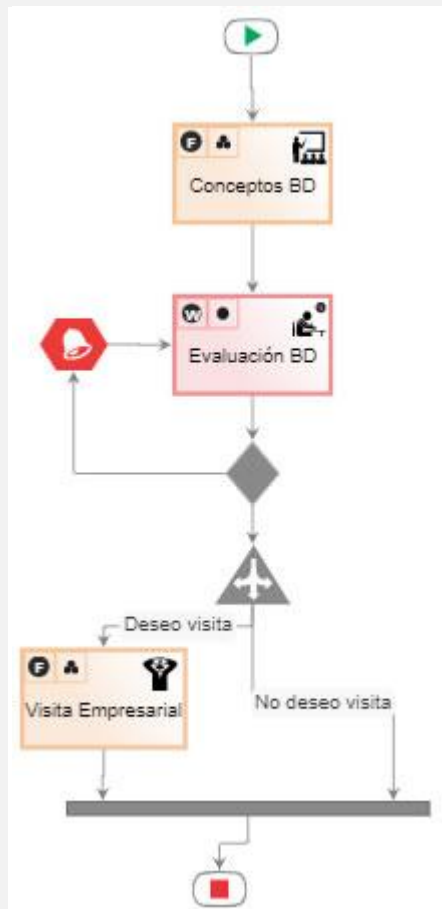 F
Conceptos BD
W
Evaluación BD
Deseo visita
F
Visita Empresarial
No deseo visita